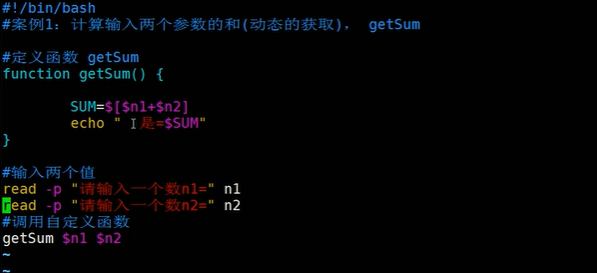 #!/bin/bash
#案例1：计算输入两个参数的和(动态的获取)， getSum
#定义函数 getSum
function getSum() {
SUM=$[$n1+$n2]
echo " 是=$SUM"
}
#输入两个值
read -p "请输入一个数n1=" n1
read -p "请输入一个数n2=" n2
#调用自定义函数
getSum $n1 $n2
~
~